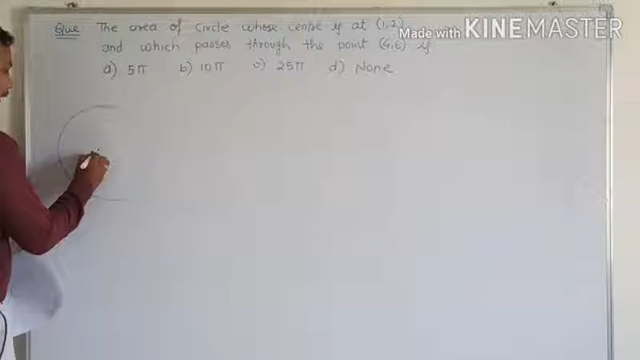 Que The area of circle whose centre is at (1,2)
and which passes through the point (4,6) is
a) 5π b) 10π c) 25π d) None
Made with KINEMASTER